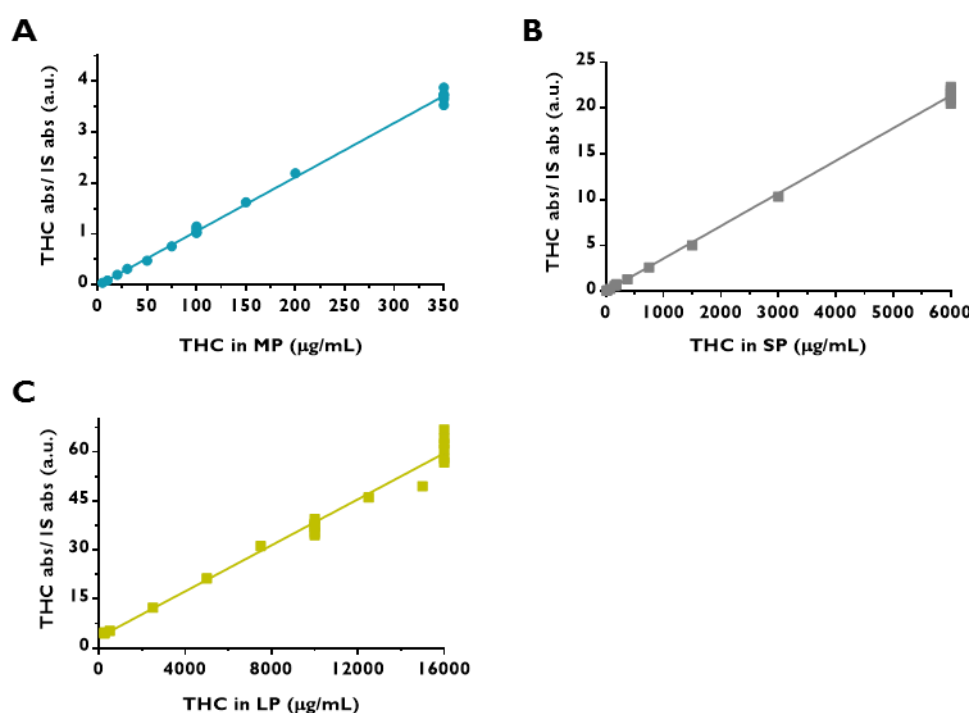 A
THC abs/ IS abs (a.u.)
4
3
2
1
0
0 50 100 150 200 250 300 350
THC in MP (μg/mL)
B
THC abs/ IS abs (a.u.)
25
20
15
10
5
0
0 1000 2000 3000 4000 5000 6000
THC in SP (μg/mL)
C
THC abs/ IS abs (a.u.)
60
45
30
15
0
0 4000 8000 12000 16000
THC in LP (μg/mL)